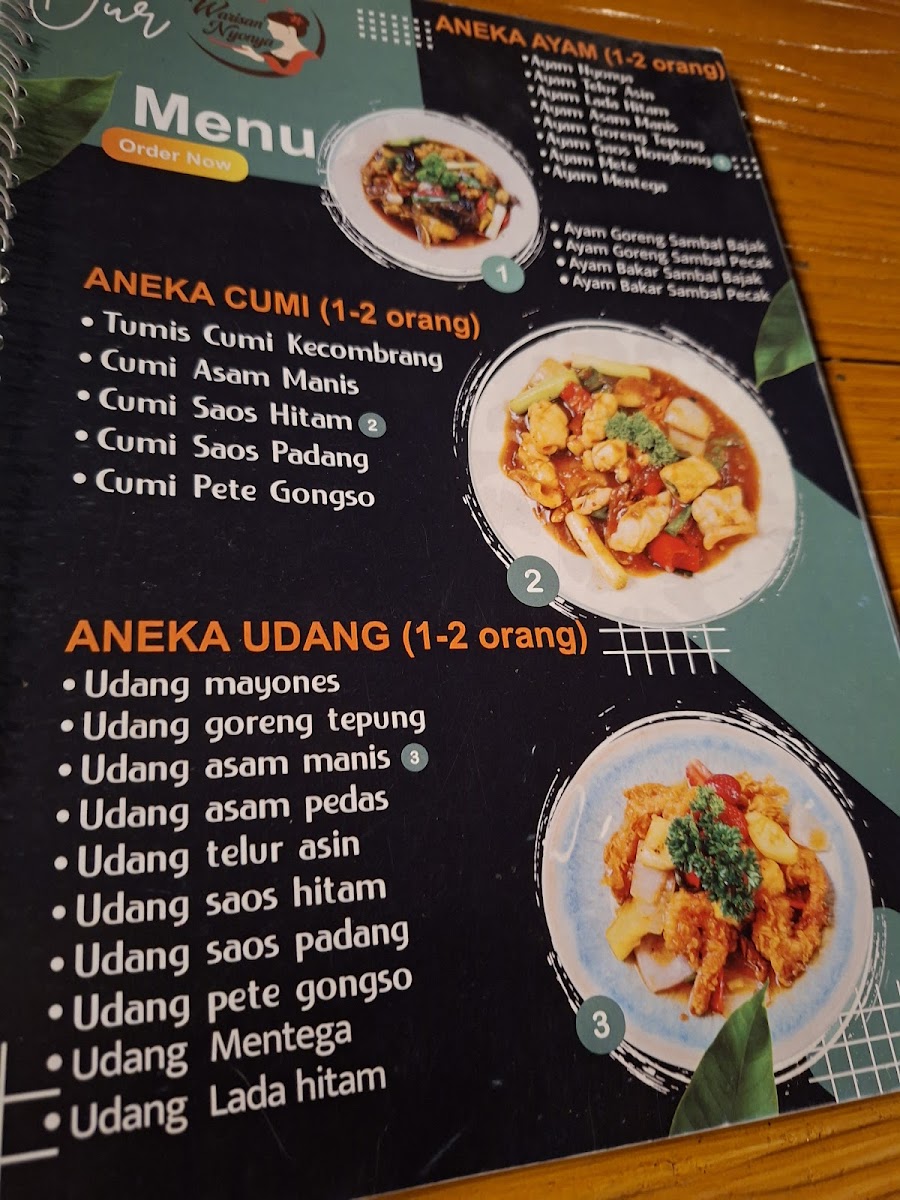 Our
Warisan
Nyonya
Menu
Order Now
ANEKA AYAM (1-2 orang)
• Ayam Nyonya
• Ayam Telur Asin
• Ayam Lada Hitam
• Ayam Asam Manis
• Ayam Goreng Tepung
• Ayam Saos Hongkong 1
• Ayam Mete
• Ayam Mentega
• Ayam Goreng Sambal Bajak
• Ayam Goreng Sambal Pecak
• Ayam Bakar Sambal Bajak
• Ayam Bakar Sambal Pecak
1
ANEKA CUMI (1-2 orang)
• Tumis Cumi Kecombrang
• Cumi Asam Manis
• Cumi Saos Hitam 2
• Cumi Saos Padang
• Cumi Pete Gongso
2
ANEKA UDANG (1-2 orang)
• Udang mayones
• Udang goreng tepung
• Udang asam manis 3
• Udang asam pedas
• Udang telur asin
• Udang saos hitam
• Udang saos padang
• Udang pete gongso
• Udang Mentega
• Udang Lada hitam
3